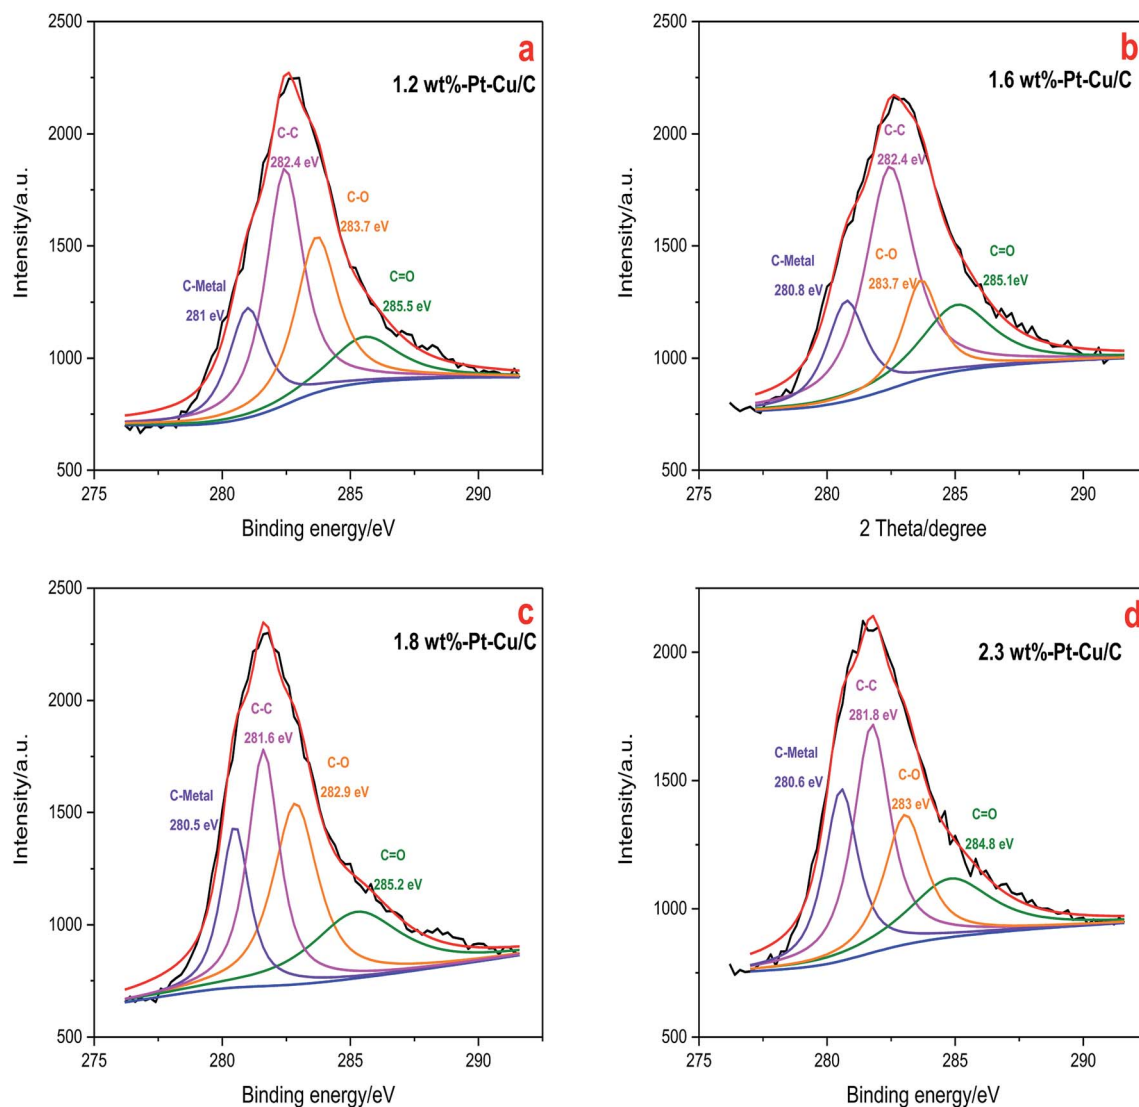 2500
2000
1500
1000
500
Intensity/a.u.
a
1.2 wt%-Pt-Cu/C
C-C
282.4 eV
C-O
283.7 eV
C-Metal
281 eV
C=O
285.5 eV
275
280
285
290
Binding energy/eV
2500
2000
1500
1000
500
Intensity/a.u.
b
1.6 wt%-Pt-Cu/C
C-C
282.4 eV
C-Metal
280.8 eV
C-O
283.7 eV
C=O
285.1eV
275
280
285
290
2 Theta/degree
2500
2000
1500
1000
500
Intensity/a.u.
c
1.8 wt%-Pt-Cu/C
C-C
281.6 eV
C-O
282.9 eV
C-Metal
280.5 eV
C=O
285.2 eV
275
280
285
290
Binding energy/eV
2000
1500
1000
500
Intensity/a.u.
d
2.3 wt%-Pt-Cu/C
C-C
281.8 eV
C-Metal
280.6 eV
C-O
283 eV
C=O
284.8 eV
275
280
285
290
Binding energy/eV